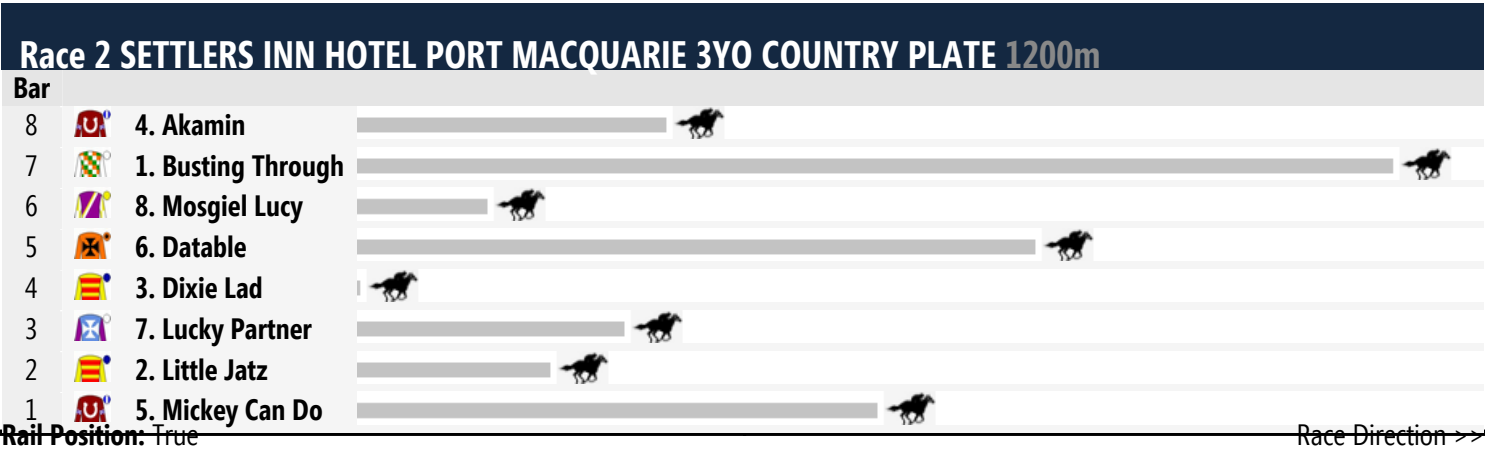 Race 2 SETTLERS INN HOTEL PORT MACQUARIE 3YO COUNTRY PLATE 1200m
Bar
8 4. Akamin
7 1. Busting Through
6 8. Mosgiel Lucy
5 6. Datable
4 3. Dixie Lad
3 7. Lucky Partner
2 2. Little Jatz
1 5. Mickey Can Do
Rail Position: True Race Direction >>